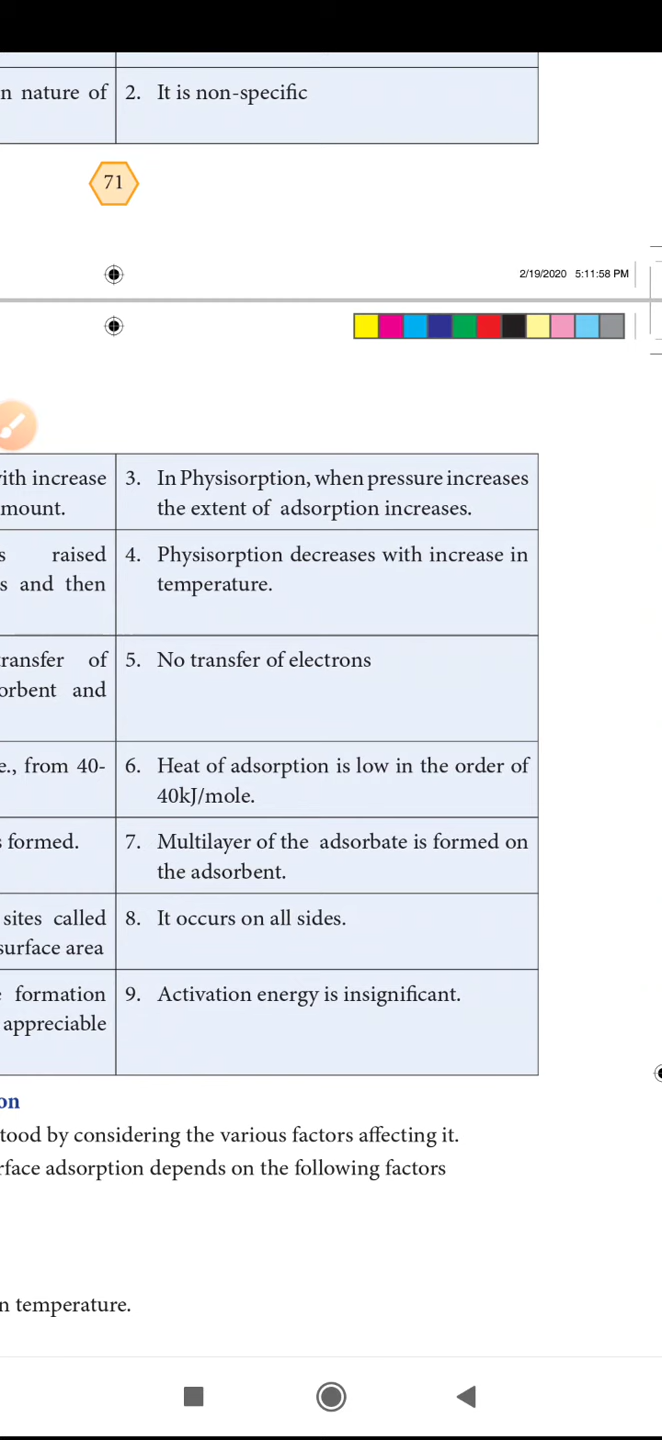 n nature of
2. It is non-specific
71
2/19/2020 5:11:58 PM
ith increase
mount.
3. In Physisorption, when pressure increases
the extent of adsorption increases.
s raised
s and then
4. Physisorption decreases with increase in
temperature.
ransfer of
orbent and
5. No transfer of electrons
e., from 40-
6. Heat of adsorption is low in the order of
40kJ/mole.
s formed.
7. Multilayer of the adsorbate is formed on
the adsorbent.
sites called
surface area
8. It occurs on all sides.
e formation
appreciable
9. Activation energy is insignificant.
on
tood by considering the various factors affecting it.
rface adsorption depends on the following factors
n temperature.